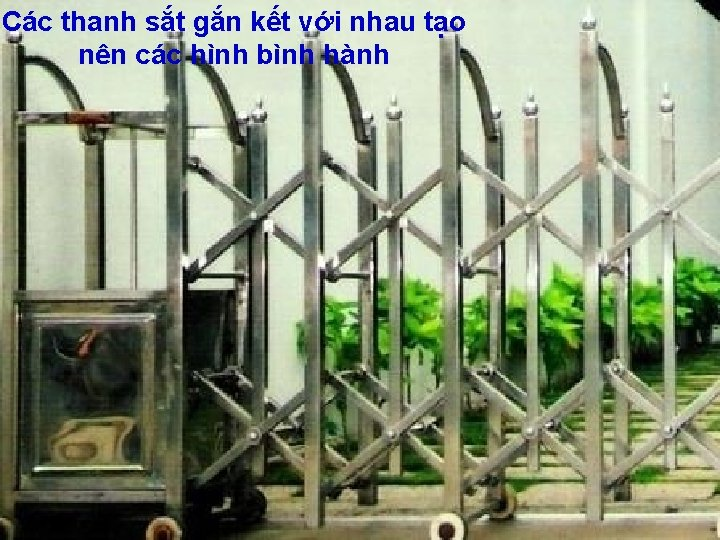 Các thanh sắt gắn kết với nhau tạo
nên các hình bình hành